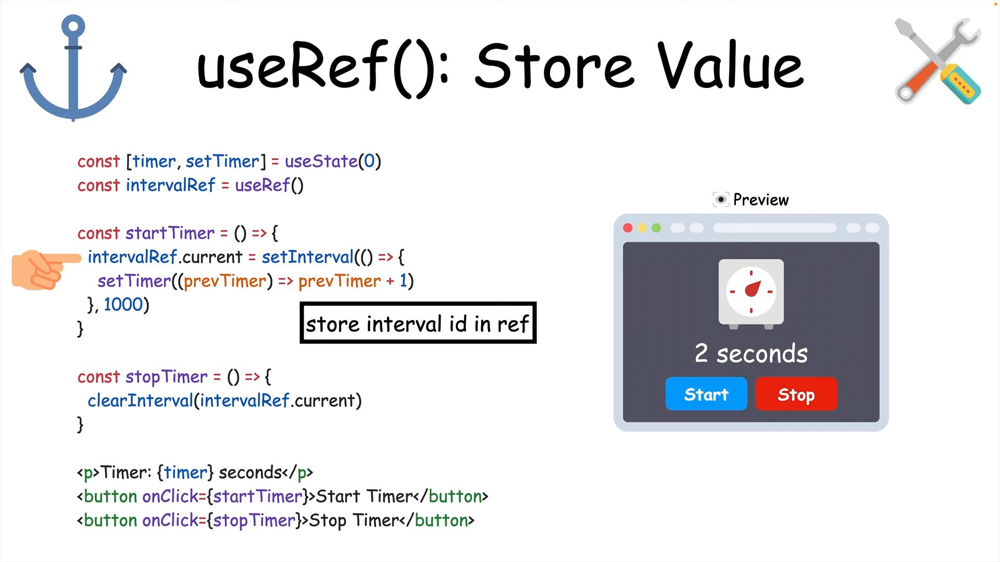 useRef(): Store Value
const [timer, setTimer] = useState(0)
const intervalRef = useRef()
const startTimer = () => {
intervalRef.current = setInterval(() => {
setTimer((prevTimer) => prevTimer + 1)
}, 1000)
}
store interval id in ref
const stopTimer = () => {
clearInterval(intervalRef.current)
}
<p>Timer: {timer} seconds</p>
<button onClick={startTimer}>Start Timer</button>
<button onClick={stopTimer}>Stop Timer</button>
Preview
2 seconds
Start
Stop